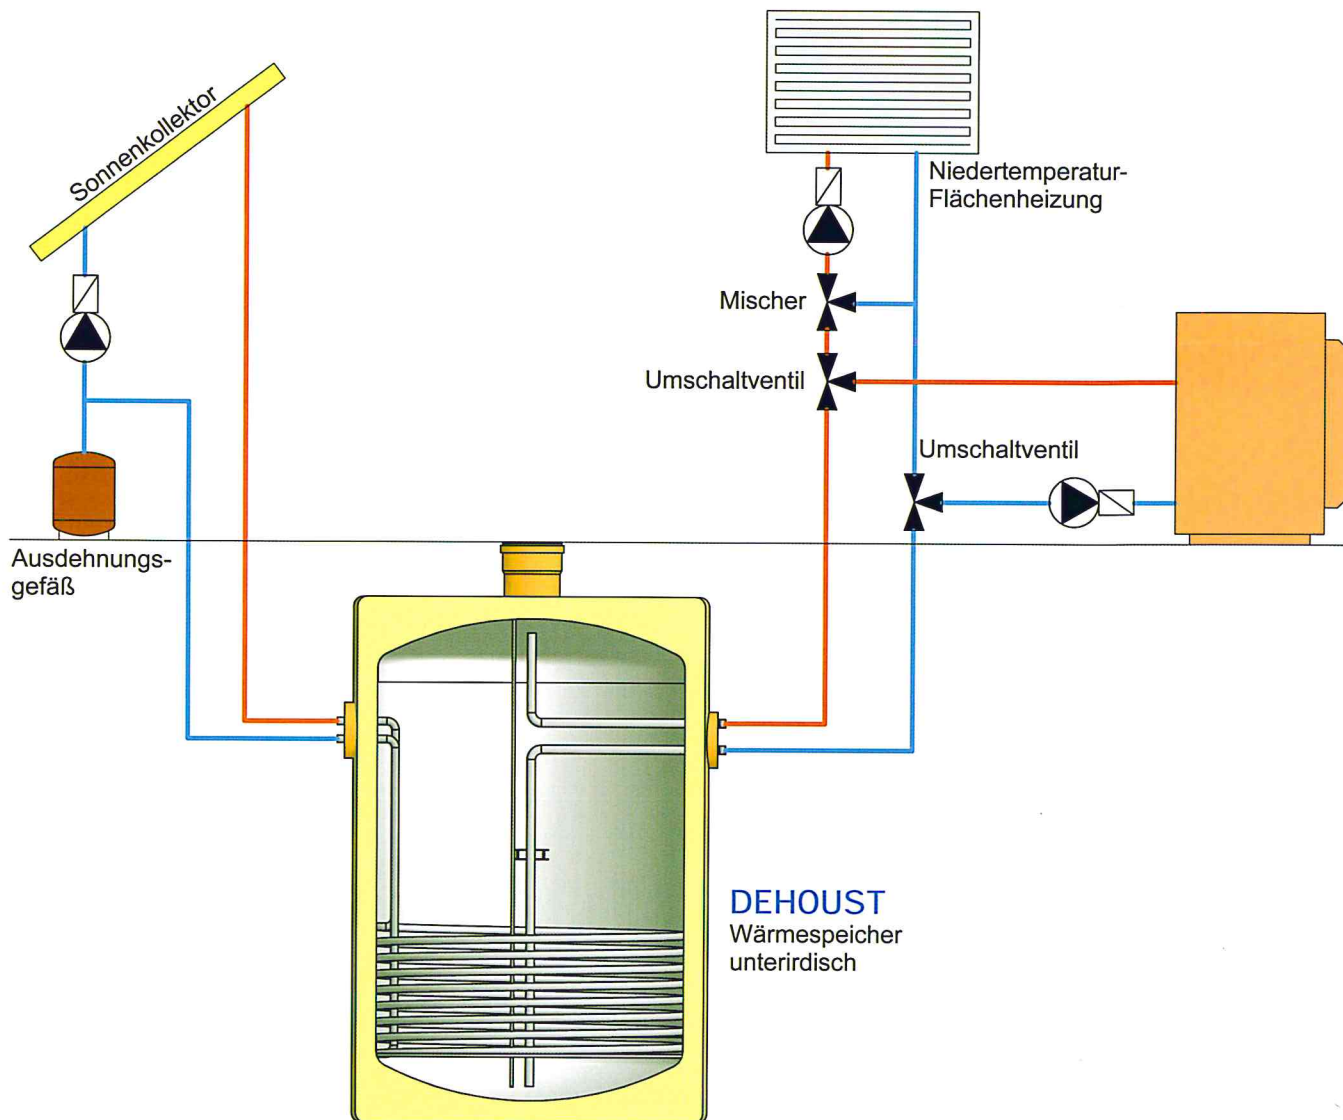 Sonnenkollektor
Niedertemperatur-
Flächenheizung
Mischer
Umschaltventil
Umschaltventil
Ausdehnungs-
gefäß
DEHOUST
Wärmespeicher
unterirdisch